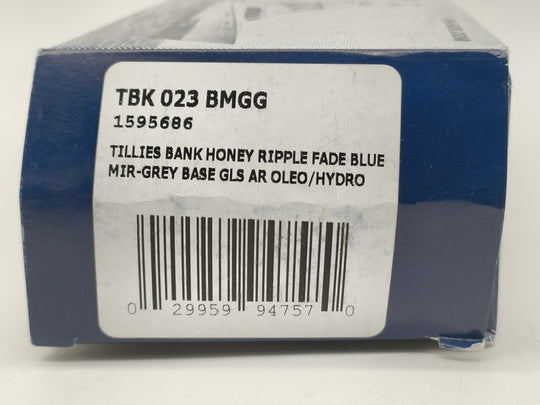 TBK 023 BMGG
1595686
TILLIES BANK HONEY RIPPLE FADE BLUE
MIR-GREY BASE GLS AR OLEO/HYDRO
0 29959 94757 0